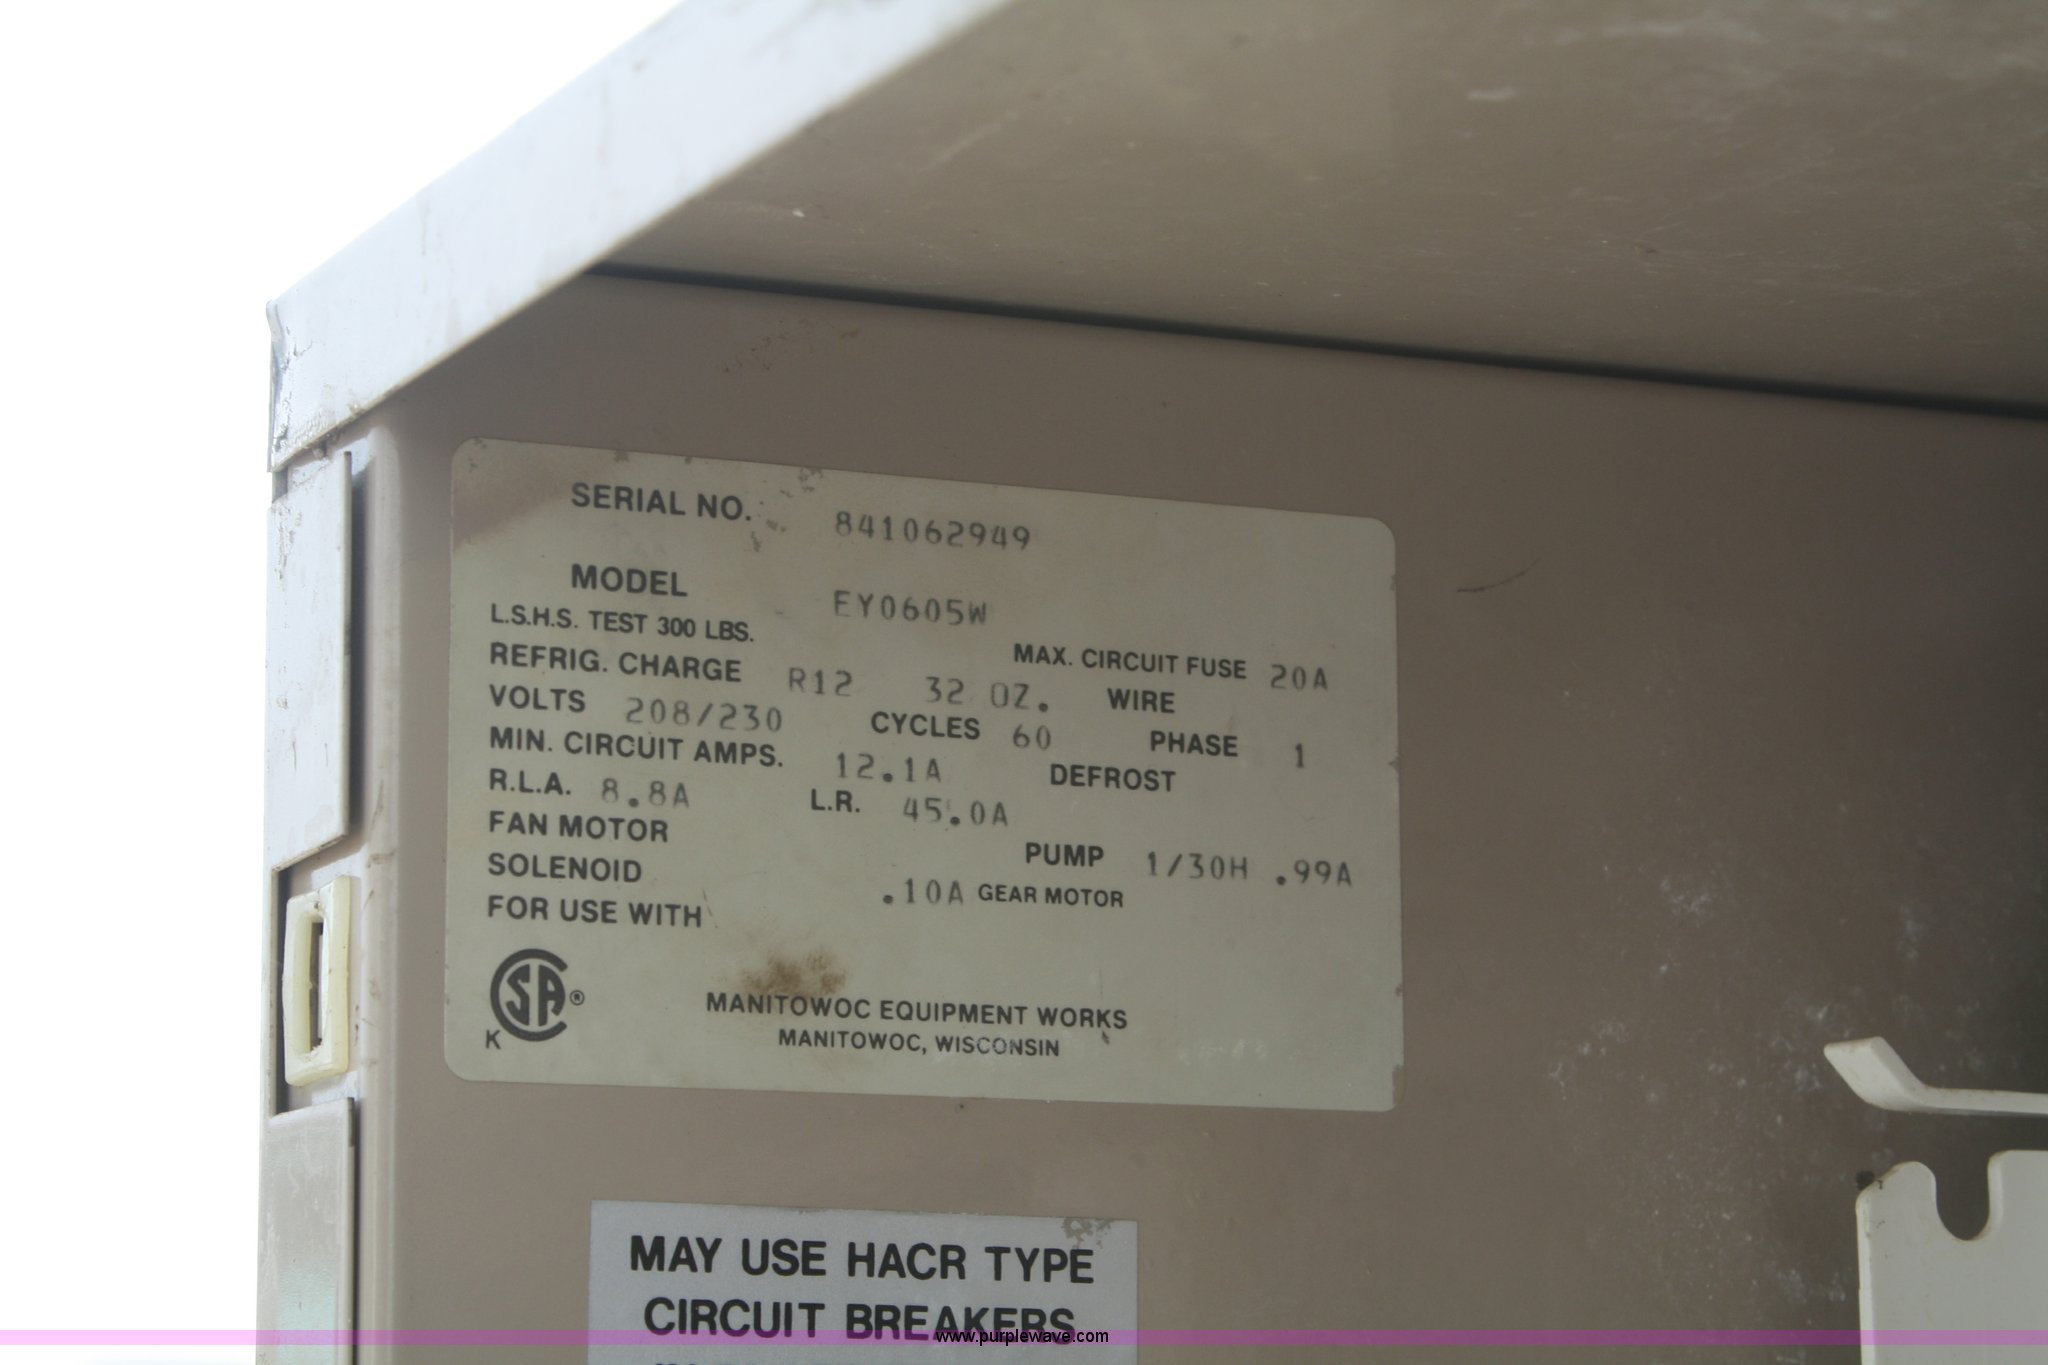 SERIAL NO. 841062949
MODEL EY0605W
L.S.H.S. TEST 300 LBS. MAX. CIRCUIT FUSE 20A
REFRIG. CHARGE R12 32 OZ. WIRE
VOLTS 208/230 CYCLES 60 PHASE 1
MIN. CIRCUIT AMPS. 12.1A DEFROST
R.L.A. 8.8A L.R. 45.0A
FAN MOTOR PUMP 1/30H .99A
SOLENOID .10A GEAR MOTOR
FOR USE WITH
SA®
K
MANITOWOC EQUIPMENT WORKS
MANITOWOC, WISCONSIN
MAY USE HACR TYPE
CIRCUIT BREAKERS
www.purplewave.com